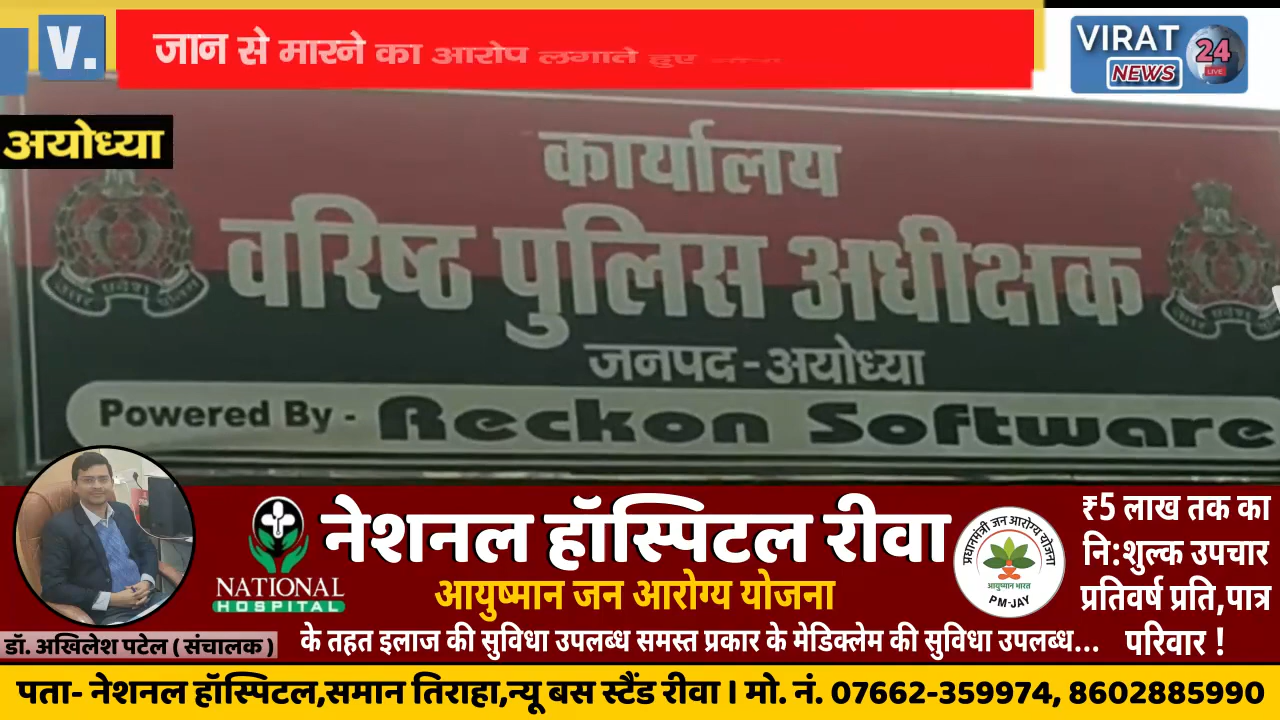 V.
जान से मारने का आरोप लगाते हुए
VIRAT
NEWS
24
LIVE
अयोध्या
कार्यालय
वरिष्ठ पुलिस अधीक्षक
जनपद-अयोध्या
Powered By - Reckon Software
नेशनल हॉस्पिटल रीवा
NATIONAL
HOSPITAL
आयुष्मान जन आरोग्य योजना
के तहत इलाज की सुविधा उपलब्ध समस्त प्रकार के मेडिक्लेम की सुविधा उपलब्ध...
प्रधानमंत्री जन आरोग्य योजना
आयुष्मान भारत
PM-JAY
₹5 लाख तक का
नि:शुल्क उपचार
प्रतिवर्ष प्रति,पात्र
परिवार !
डॉ. अखिलेश पटेल ( संचालक )
पता- नेशनल हॉस्पिटल,समान तिराहा,न्यू बस स्टैंड रीवा । मो. नं. 07662-359974, 8602885990